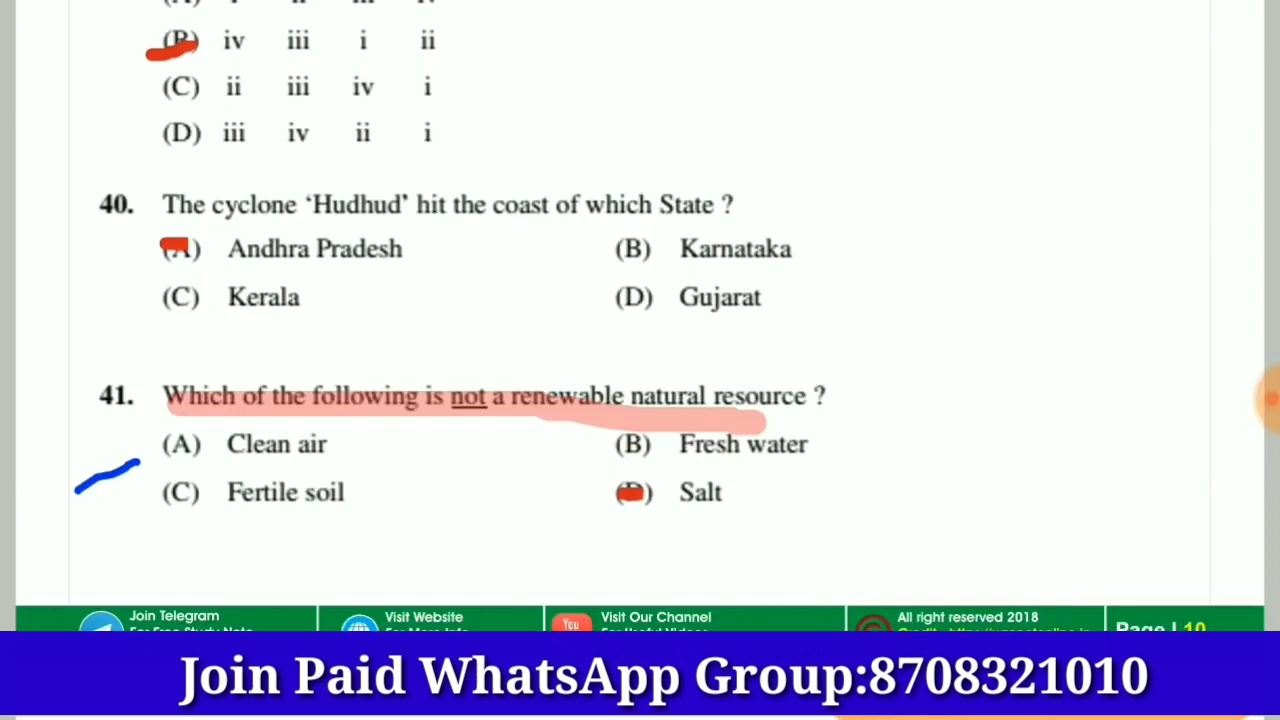 (B) iv iii i ii
(C) ii iii iv i
(D) iii iv ii i
40. The cyclone ‘Hudhud’ hit the coast of which State ?
(A) Andhra Pradesh (B) Karnataka
(C) Kerala (D) Gujarat
41. Which of the following is not a renewable natural resource ?
(A) Clean air (B) Fresh water
(C) Fertile soil (D) Salt
Join Telegram Visit Website Visit Our Channel All right reserved 2018
You Page | 10
Join Paid WhatsApp Group:8708321010